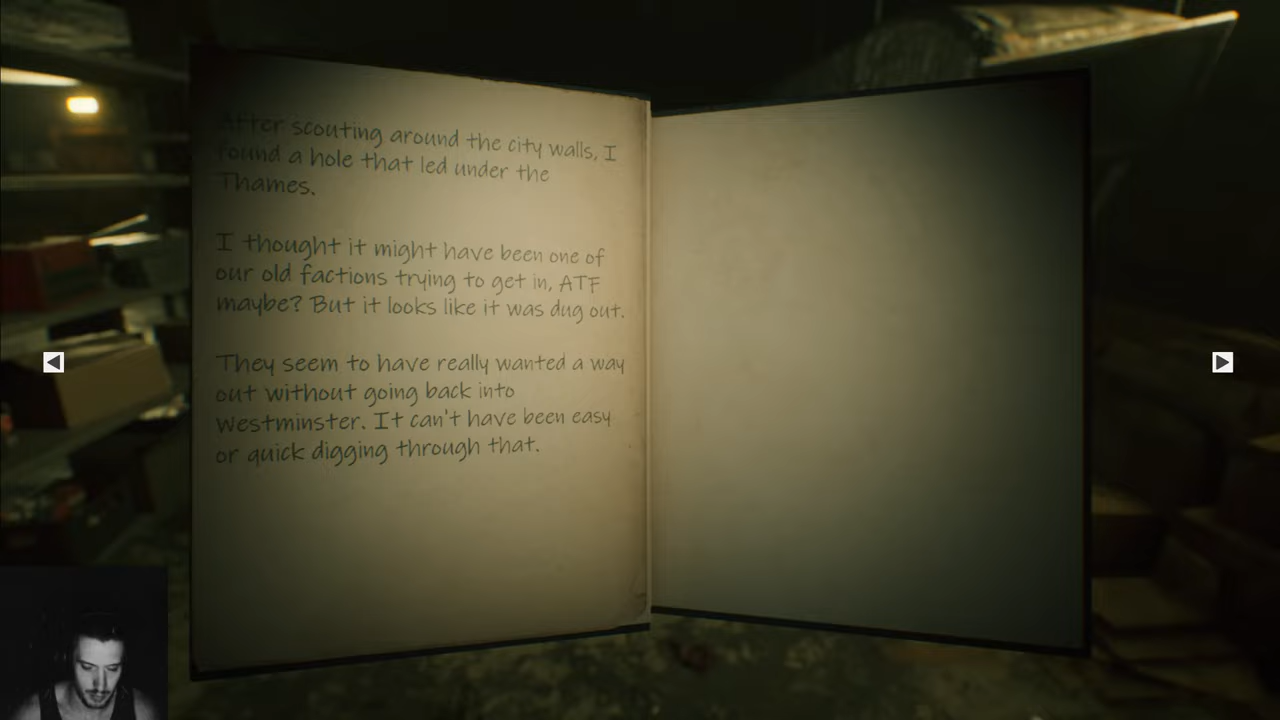 After scouting around the city walls, I
found a hole that led under the
Thames.
I thought it might have been one of
our old factions trying to get in, ATF
maybe? But it looks like it was dug out.
They seem to have really wanted a way
out without going back into
Westminster. It can't have been easy
or quick digging through that.